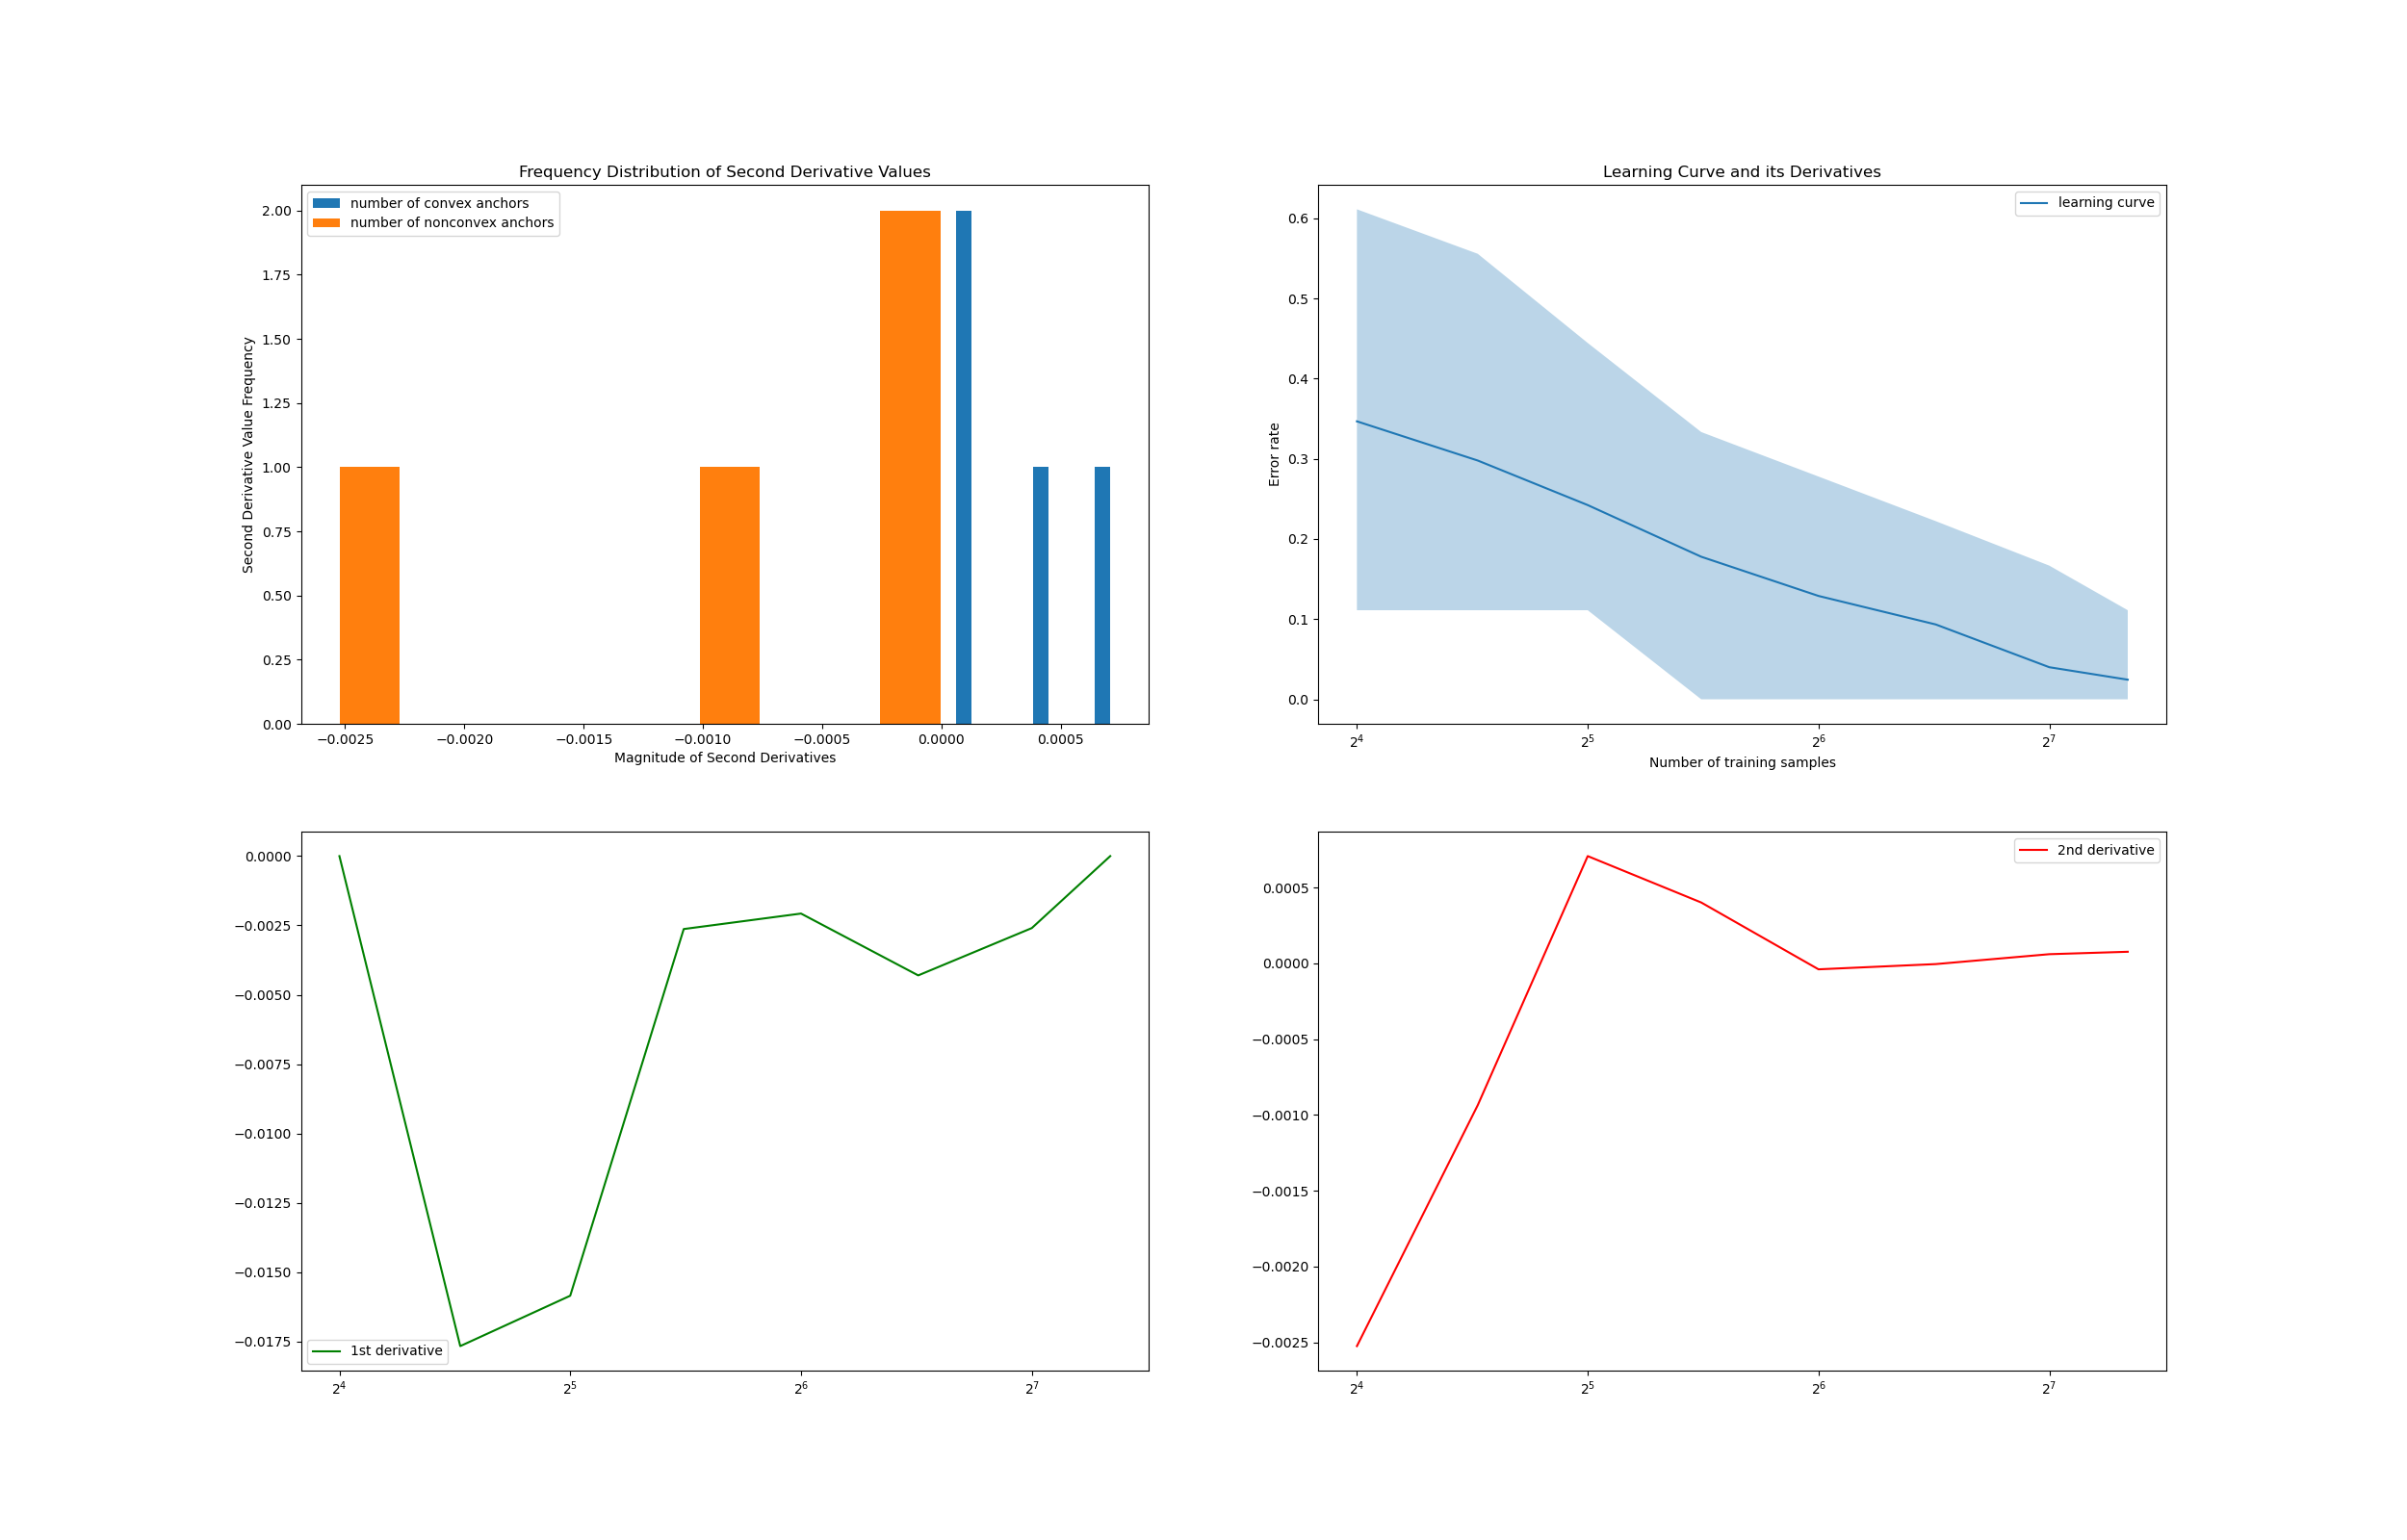 Frequency Distribution of Second Derivative Values
number of convex anchors
number of nonconvex anchors
Second Derivative Value Frequency
2.00
1.75
1.50
1.25
1.00
0.75
0.50
0.25
0.00
−0.0025 −0.0020 −0.0015 −0.0010 −0.0005 0.0000 0.0005
Magnitude of Second Derivatives
Learning Curve and its Derivatives
learning curve
Error rate
0.6
0.5
0.4
0.3
0.2
0.1
0.0
2⁴ 2⁵ 2⁶ 2⁷
Number of training samples
0.0000
−0.0025
−0.0050
−0.0075
−0.0100
−0.0125
−0.0150
−0.0175
1st derivative
2⁴ 2⁵ 2⁶ 2⁷
2nd derivative
0.0005
0.0000
−0.0005
−0.0010
−0.0015
−0.0020
−0.0025
2⁴ 2⁵ 2⁶ 2⁷